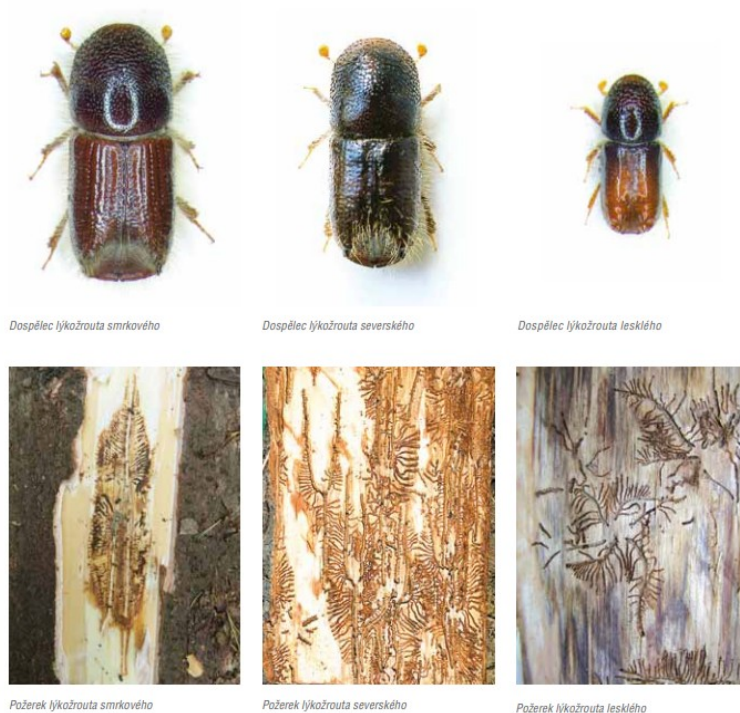 Dospělec lýkožrouta smrkového
Dospělec lýkožrouta severského
Dospělec lýkožrouta lesklého
Požerek lýkožrouta smrkového
Požerek lýkožrouta severského
Požerek lýkožrouta lesklého